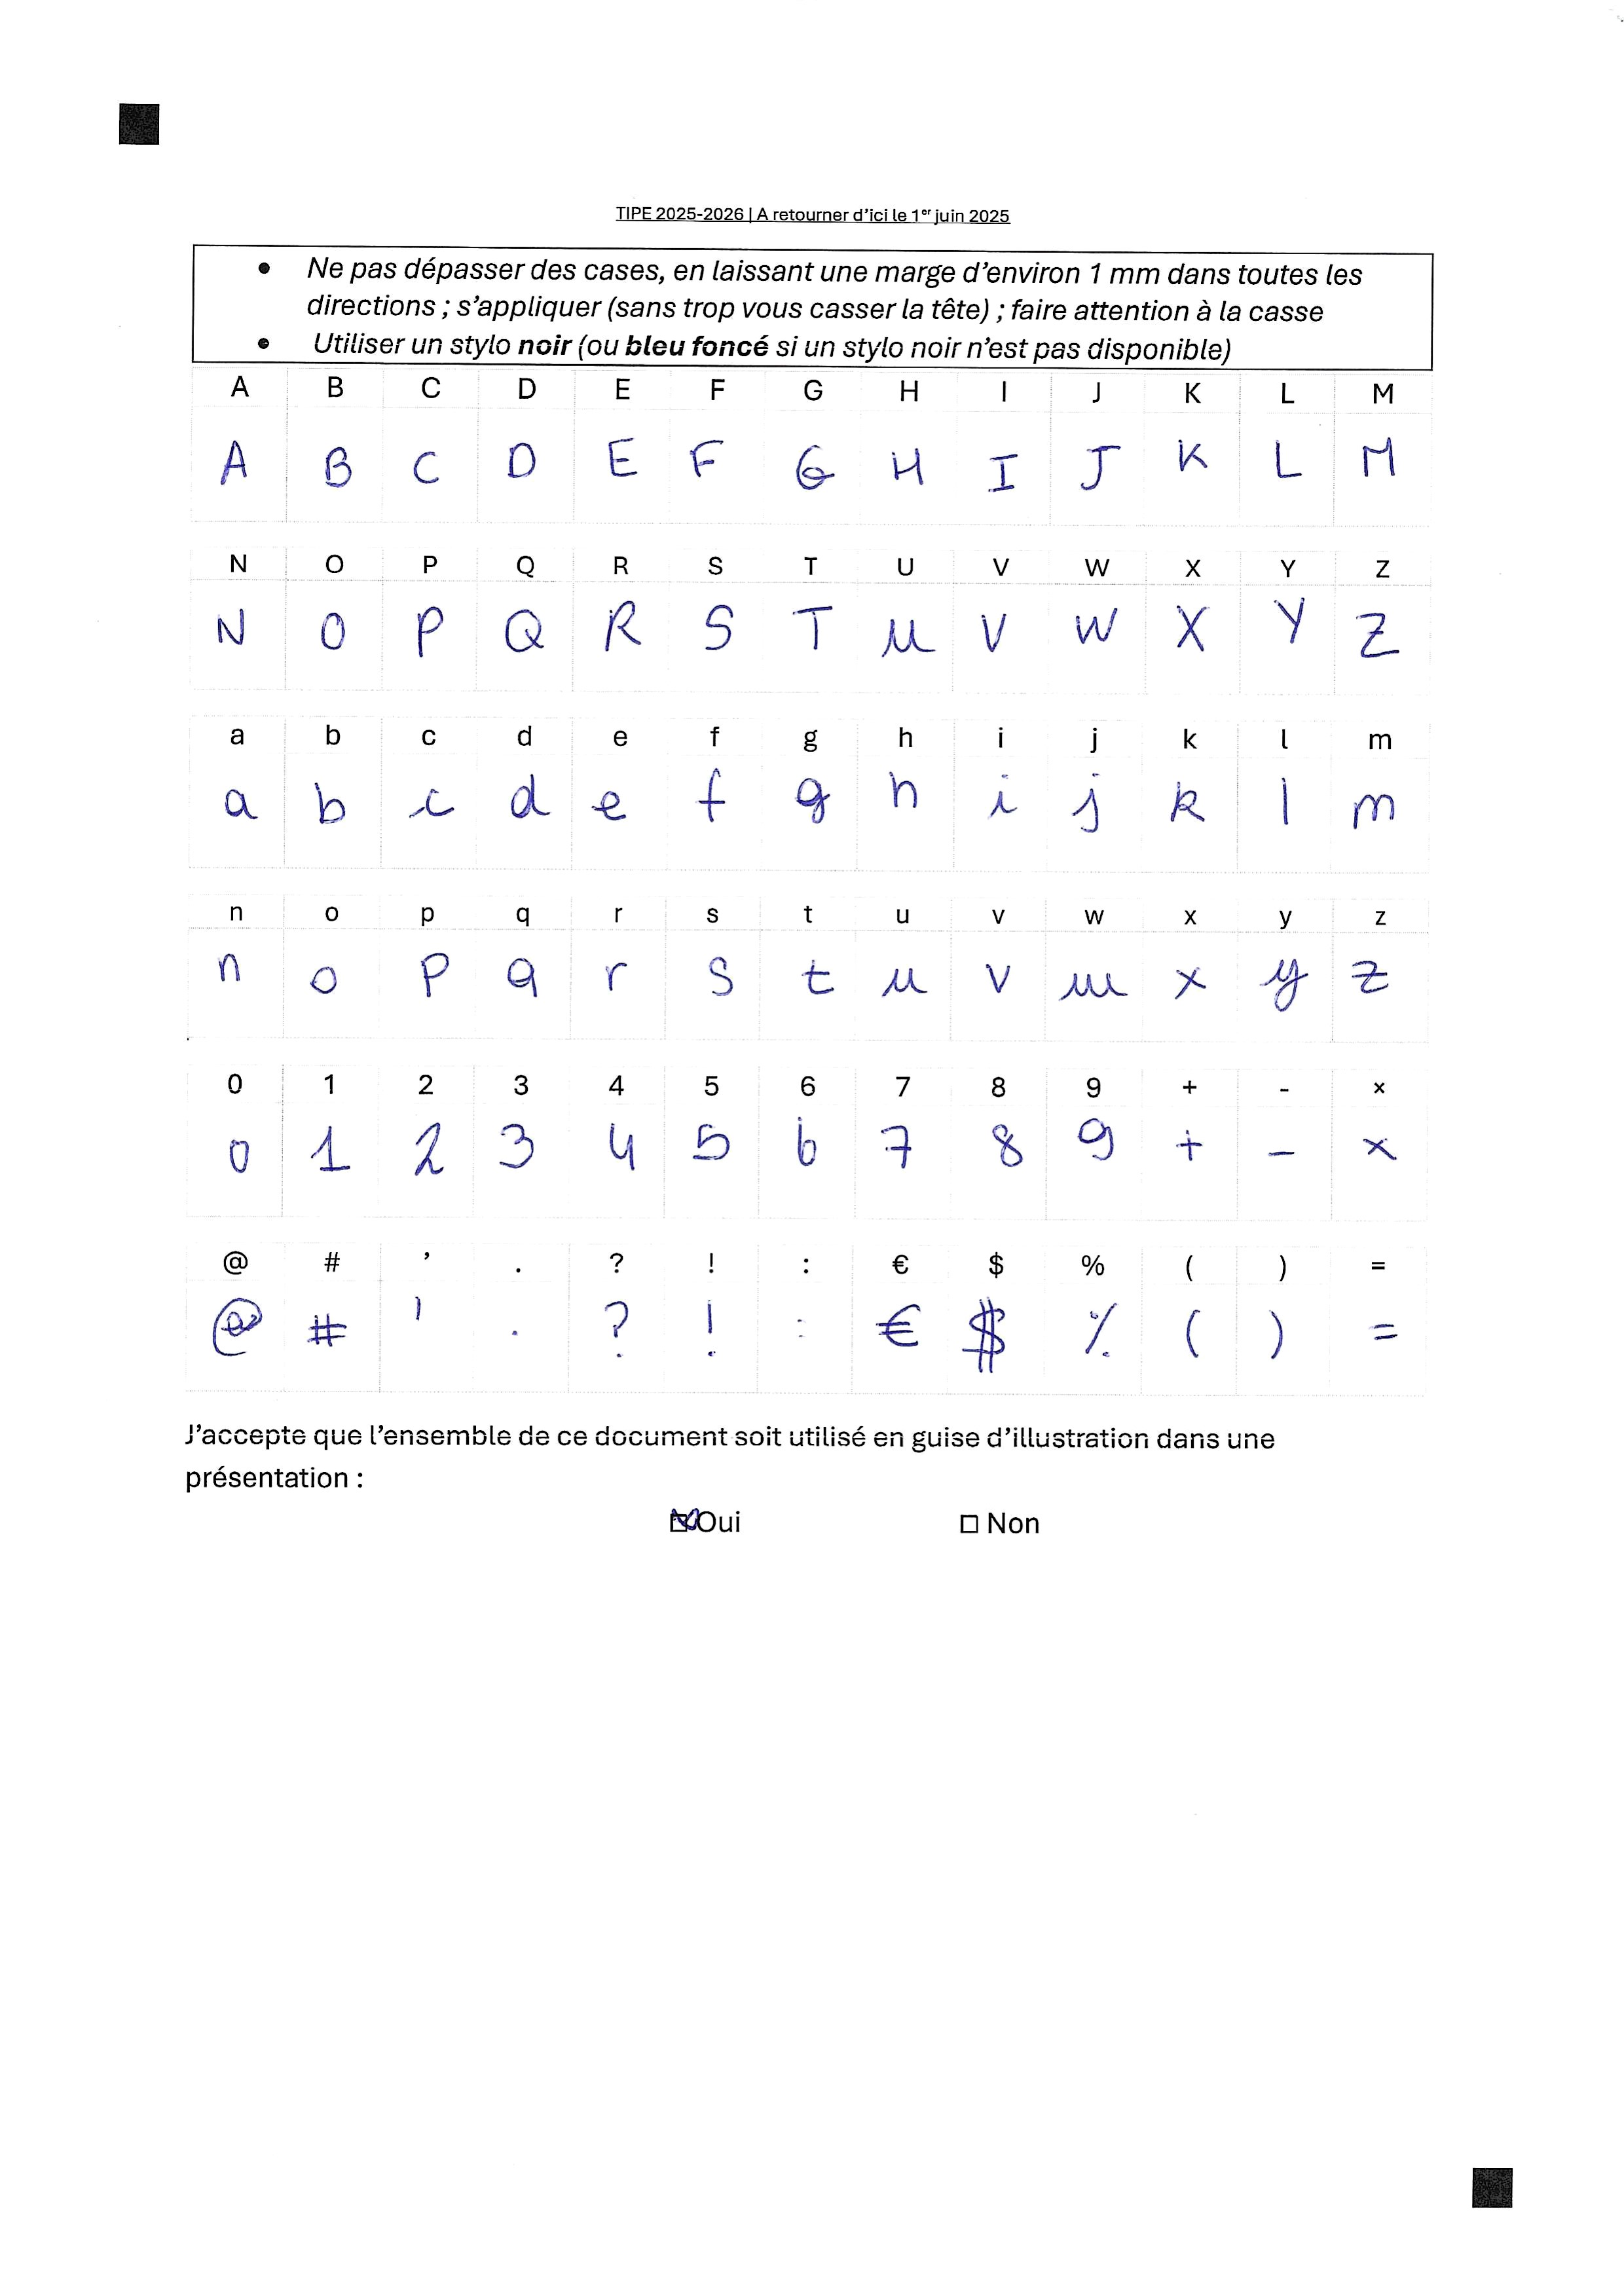 TIPE 2025-2026 | A retourner d'ici le 1er juin 2025
• Ne pas dépasser des cases, en laissant une marge d'environ 1 mm dans toutes les
directions ; s'appliquer (sans trop vous casser la tête) ; faire attention à la casse
• Utiliser un stylo noir (ou bleu foncé si un stylo noir n'est pas disponible)
A B C D E F G H I J K L M
A B C D E F G H I J K L M
N O P Q R S T U V W X Y Z
N O P Q R S T U V W X Y Z
a b c d e f g h i j k l m
a b c d e f g h i j k l m
n o p q r s t u v w x y z
n o p q r s t u v w x y z
0 1 2 3 4 5 6 7 8 9 + - ×
0 1 2 3 4 5 6 7 8 9 + - ×
@ # ’ . ? ! : € $ % ( ) =
@ # ' . ? ! : € $ % ( ) =
J'accepte que l'ensemble de ce document soit utilisé en guise d'illustration dans une
présentation :
☑ Oui ☐ Non